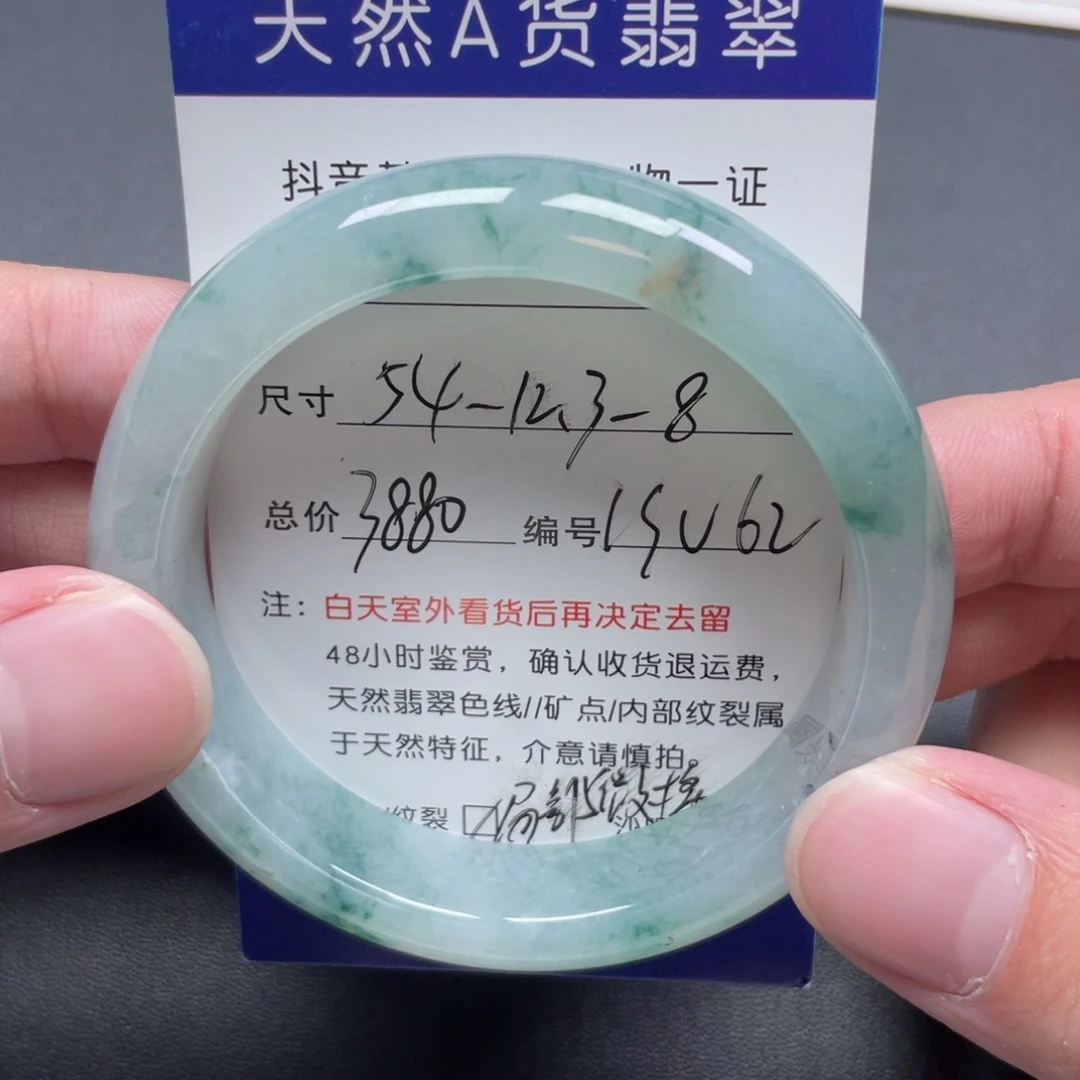 天然A货翡翠
抖音 物一证
尺寸 54-12.3-8
总价 3880 编号
注：白天室外看货后再决定去留
48小时鉴赏，确认收货退运费，
天然翡翠色线//矿点/内部纹裂属
于天然特征，介意请慎拍。
纹裂 ☑局部